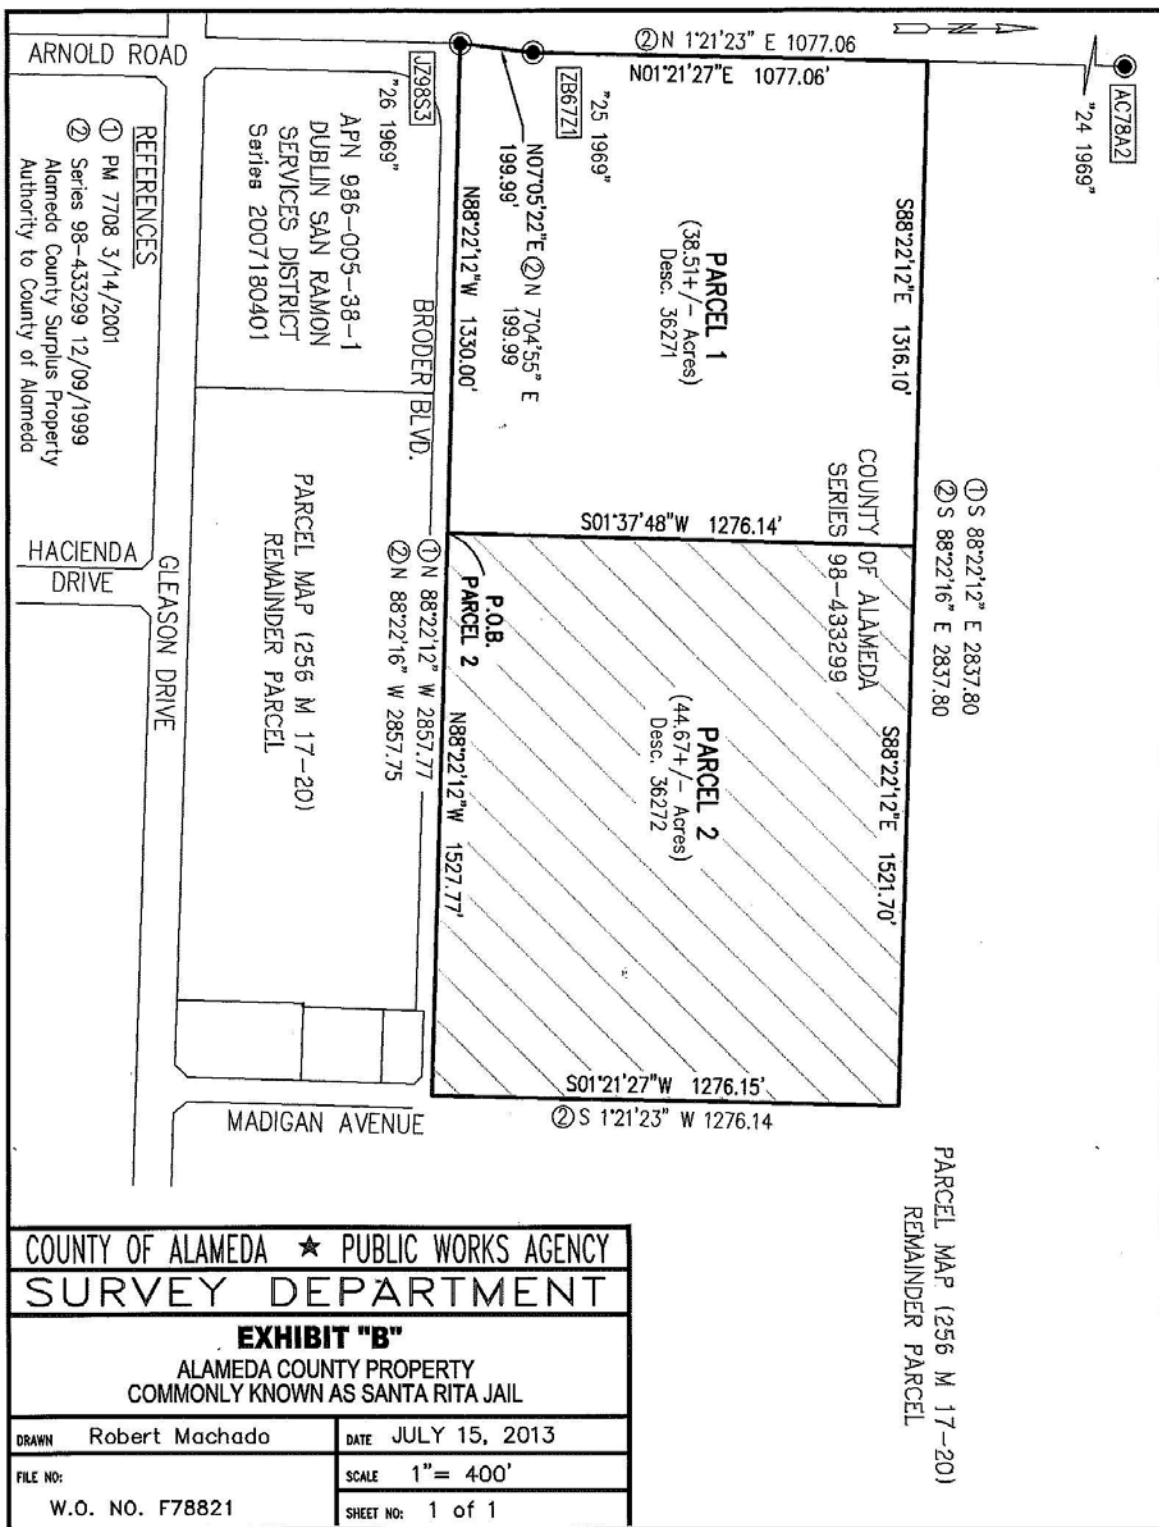 ARNOLD ROAD
② N 1°21'23" E 1077.06
N01°21'27"E 1077.06'
N
AC78A2
"24 1969"
JZ98S3
"26 1969"
ZB67Z1
"25 1969"
N07°05'22"E ② N 7°04'55" E
199.99' 199.99
S88°22'12"E 1316.10'
PARCEL 1
(38.51+/- Acres)
Desc. 36271
N88°22'12"W 1330.00'
APN 986-005-38-1
DUBLIN SAN RAMON
SERVICES DISTRICT
Series 2007180401
BRODER BLVD.
REFERENCES
① PM 7708 3/14/2001
② Series 98-433299 12/09/1999
Alameda County Surplus Property
Authority to County of Alameda
① S 88°22'12" E 2837.80
② S 88°22'16" E 2837.80
COUNTY OF ALAMEDA
SERIES 98-433299
S01°37'48"W 1276.14'
P.O.B.
PARCEL 2
① N 88°22'12" W 2857.77
② N 88°22'16" W 2857.75
PARCEL MAP (256 M 17-20)
REMAINDER PARCEL
HACIENDA
DRIVE
GLEASON DRIVE
S88°22'12"E 1521.70'
PARCEL 2
(44.67+/- Acres)
Desc. 36272
N88°22'12"W 1527.77'
S01°21'27"W 1276.15'
② S 1°21'23" W 1276.14
MADIGAN AVENUE
PARCEL MAP (256 M 17-20)
REMAINDER PARCEL
COUNTY OF ALAMEDA ★ PUBLIC WORKS AGENCY
SURVEY DEPARTMENT
EXHIBIT "B"
ALAMEDA COUNTY PROPERTY
COMMONLY KNOWN AS SANTA RITA JAIL
DRAWN Robert Machado
DATE JULY 15, 2013
FILE NO:
W.O. NO. F78821
SCALE 1"= 400'
SHEET NO: 1 of 1